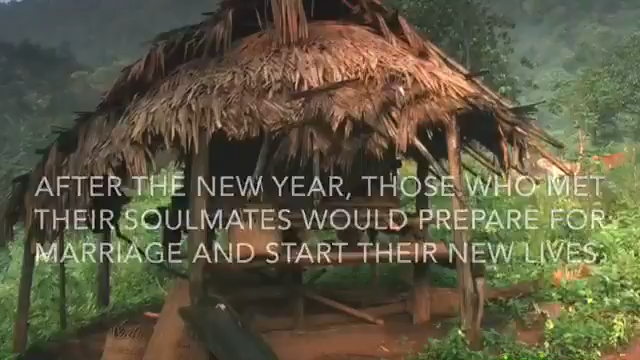 AFTER THE NEW YEAR, THOSE WHO MET
THEIR SOULMATES WOULD PREPARE FOR
MARRIAGE AND START THEIR NEW LIVES.